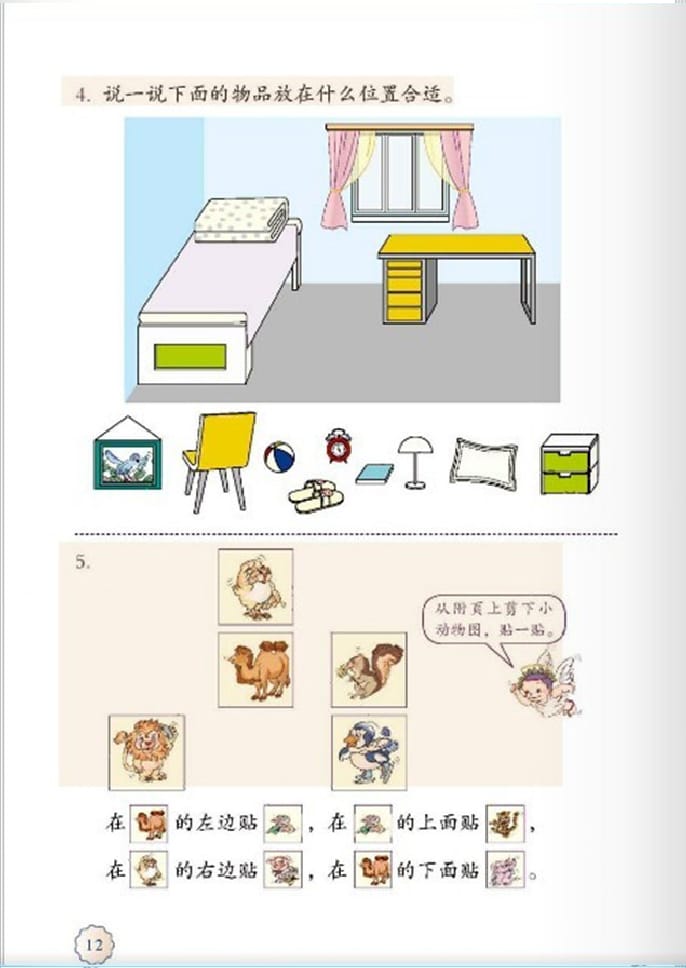 4. 说一说下面的物品放在什么位置合适。
5.
从附页上剪下小
动物图，贴一贴。
在 的左边贴 ，在 的上面贴 ，
在 的右边贴 ，在 的下面贴 。
12